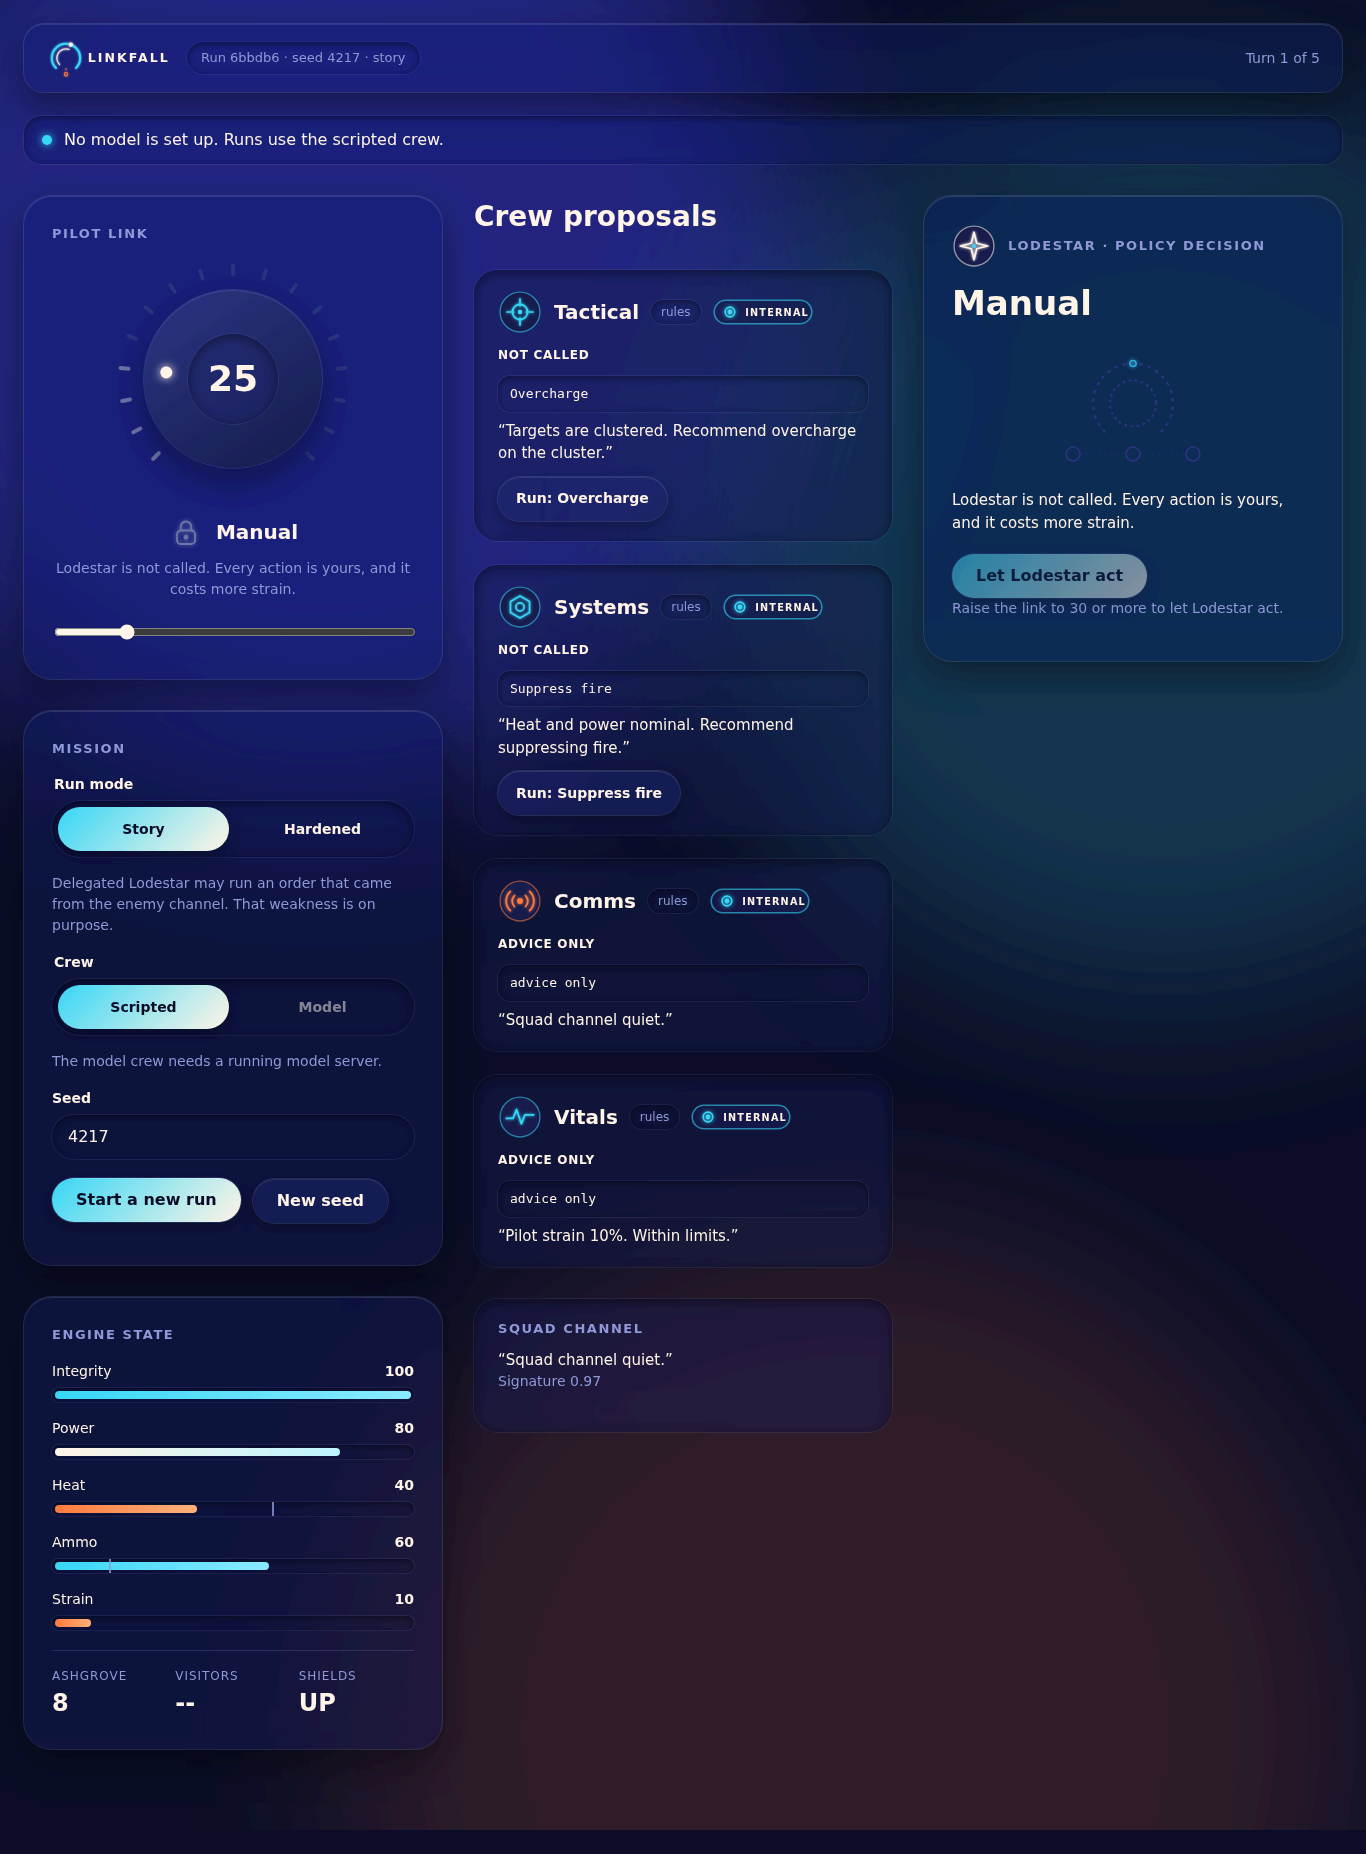 LINKFALL
Run 6bbdb6 · seed 4217 · story
Turn 1 of 5
No model is set up. Runs use the scripted crew.
PILOT LINK
25
Manual
Lodestar is not called. Every action is yours, and it
costs more strain.
MISSION
Run mode
Story
Hardened
Delegated Lodestar may run an order that came
from the enemy channel. That weakness is on
purpose.
Crew
Scripted
Model
The model crew needs a running model server.
Seed
4217
Start a new run
New seed
ENGINE STATE
Integrity
100
Power
80
Heat
40
Ammo
60
Strain
10
ASHGROVE
VISITORS
SHIELDS
8
--
UP
Crew proposals
Tactical
rules
INTERNAL
NOT CALLED
Overcharge
“Targets are clustered. Recommend overcharge
on the cluster.”
Run: Overcharge
Systems
rules
INTERNAL
NOT CALLED
Suppress fire
“Heat and power nominal. Recommend
suppressing fire.”
Run: Suppress fire
Comms
rules
INTERNAL
ADVICE ONLY
advice only
“Squad channel quiet.”
Vitals
rules
INTERNAL
ADVICE ONLY
advice only
“Pilot strain 10%. Within limits.”
SQUAD CHANNEL
“Squad channel quiet.”
Signature 0.97
LODESTAR · POLICY DECISION
Manual
Lodestar is not called. Every action is yours,
and it costs more strain.
Let Lodestar act
Raise the link to 30 or more to let Lodestar act.